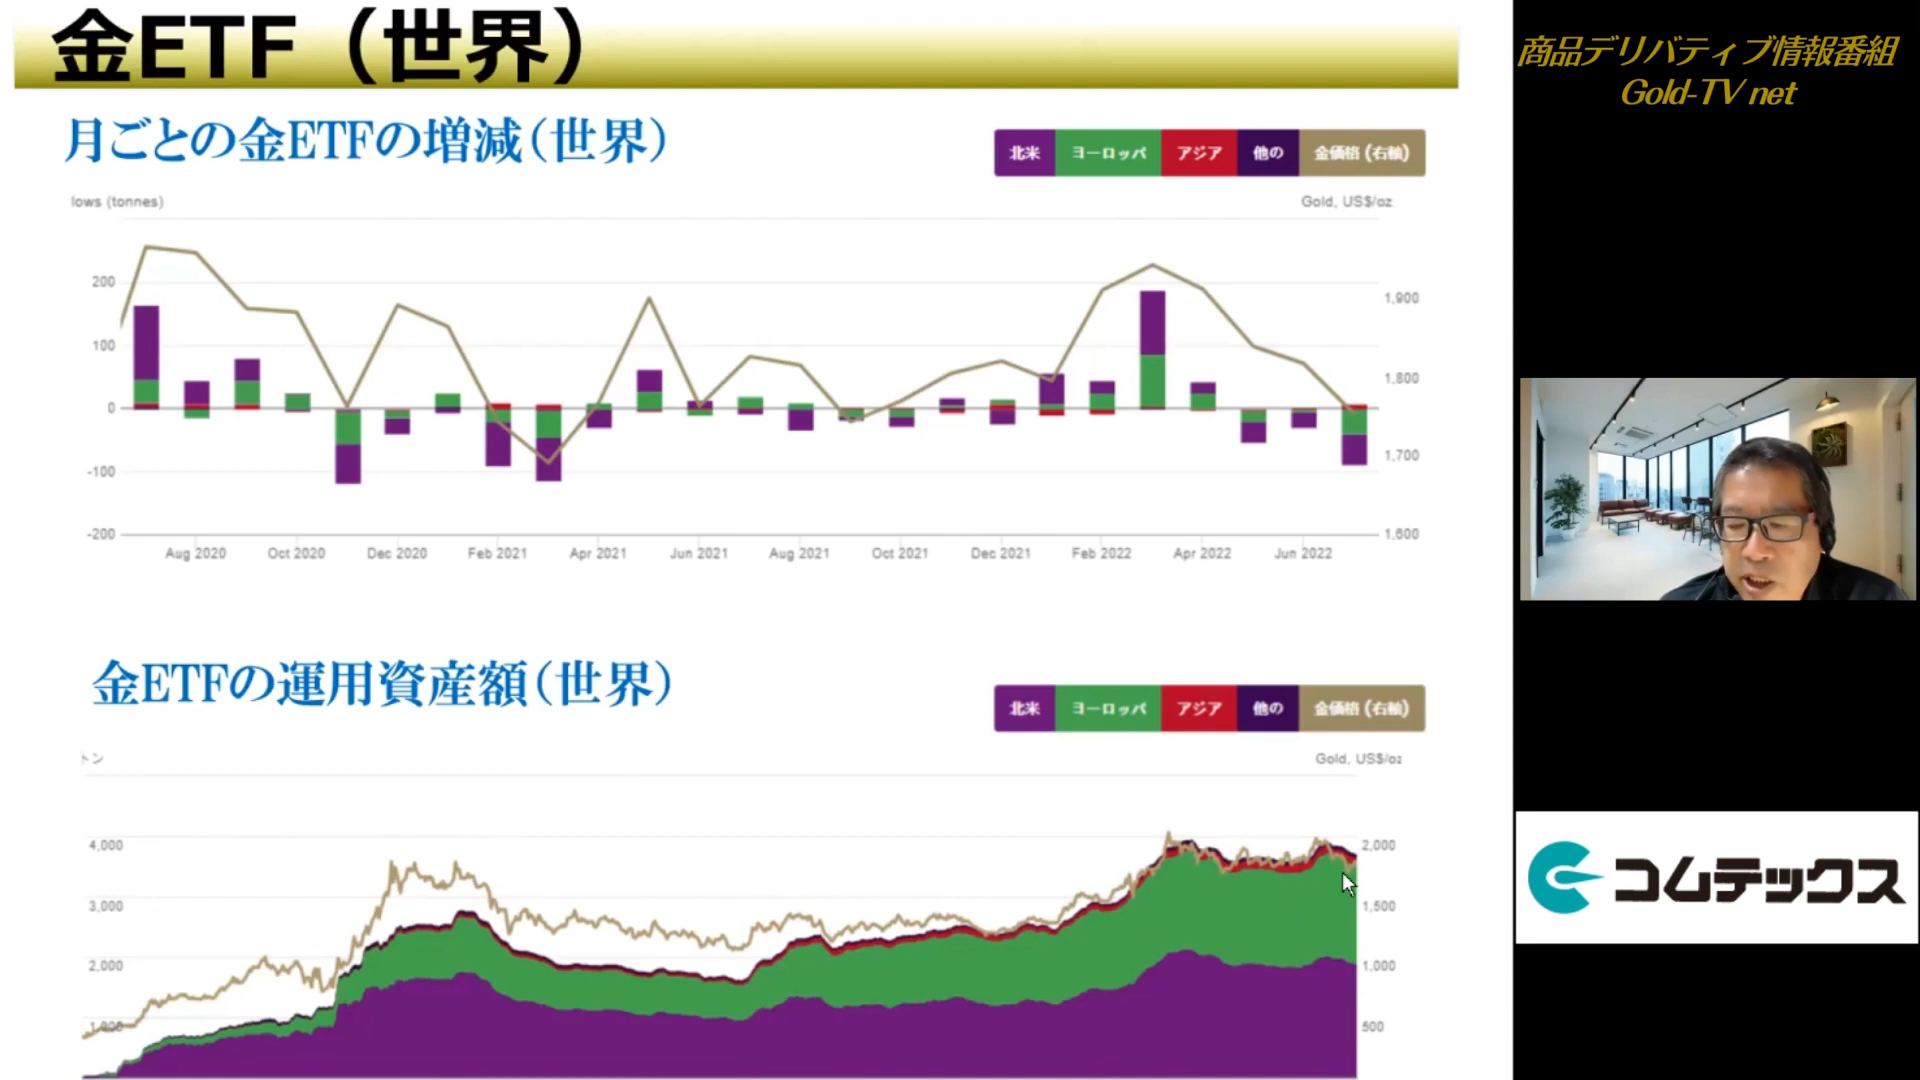 金ETF（世界）
商品デリバティブ情報番組
Gold-TV net
月ごとの金ETFの増減（世界）
北米 ヨーロッパ アジア 他の 金価格 (右軸)
lows (tonnes)
Gold, US$/oz
200
100
0
-100
-200
1,900
1,800
1,700
1,600
Aug 2020 Oct 2020 Dec 2020 Feb 2021 Apr 2021 Jun 2021 Aug 2021 Oct 2021 Dec 2021 Feb 2022 Apr 2022 Jun 2022
金ETFの運用資産額（世界）
北米 ヨーロッパ アジア 他の 金価格 (右軸)
トン
Gold, US$/oz
4,000
3,000
2,000
1,000
2,000
1,500
1,000
500
コムテックス